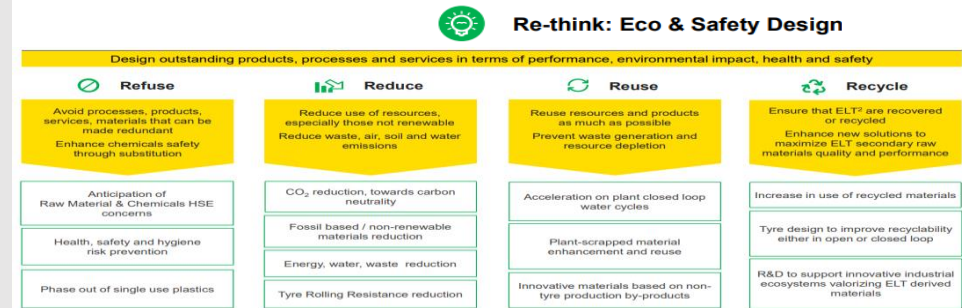 Re-think: Eco & Safety Design
Design outstanding products, processes and services in terms of performance, environmental impact, health and safety
Refuse
Avoid processes, products,
services, materials that can be
made redundant
Enhance chemicals safety
through substitution
Anticipation of
Raw Material & Chemicals HSE
concerns
Health, safety and hygiene
risk prevention
Phase out of single use plastics
Reduce
Reduce use of resources,
especially those not renewable
Reduce waste, air, soil and water
emissions
CO₂ reduction, towards carbon
neutrality
Fossil based / non-renewable
materials reduction
Energy, water, waste reduction
Tyre Rolling Resistance reduction
Reuse
Reuse resources and products
as much as possible
Prevent waste generation and
resource depletion
Acceleration on plant closed loop
water cycles
Plant-scrapped material
enhancement and reuse
Innovative materials based on non-
tyre production by-products
Recycle
Ensure that ELT² are recovered
or recycled
Enhance new solutions to
maximize ELT secondary raw
materials quality and performance
Increase in use of recycled materials
Tyre design to improve recyclability
either in open or closed loop
R&D to support innovative industrial
ecosystems valorizing ELT derived
materials